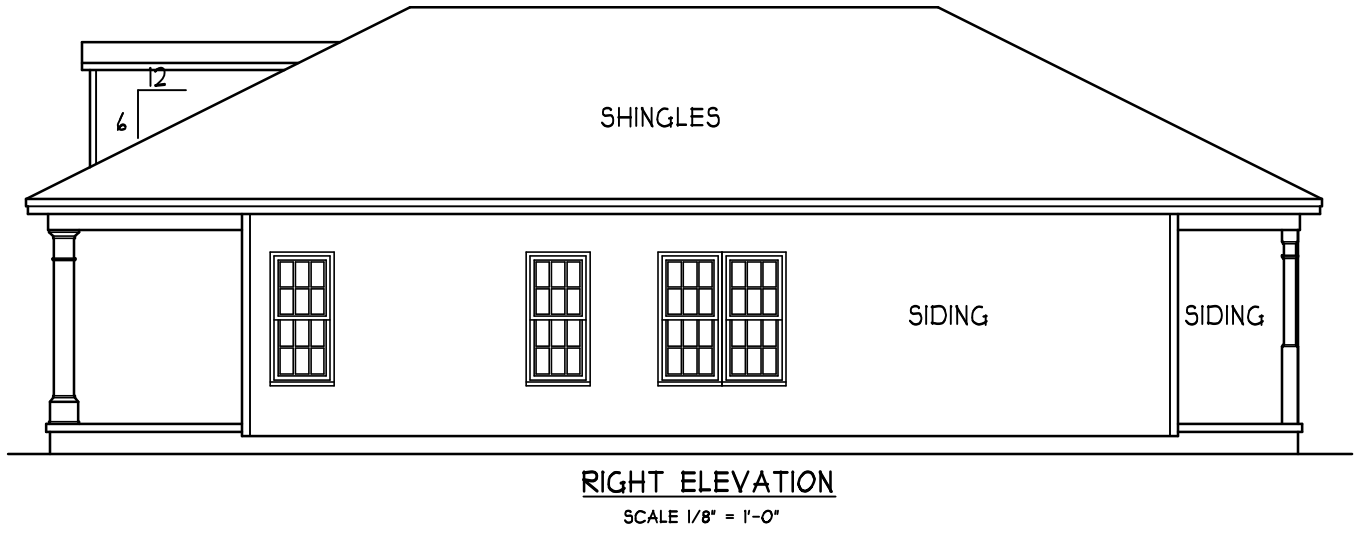 12
6
SHINGLES
SIDING
SIDING
RIGHT ELEVATION
SCALE 1/8" = 1'-0"